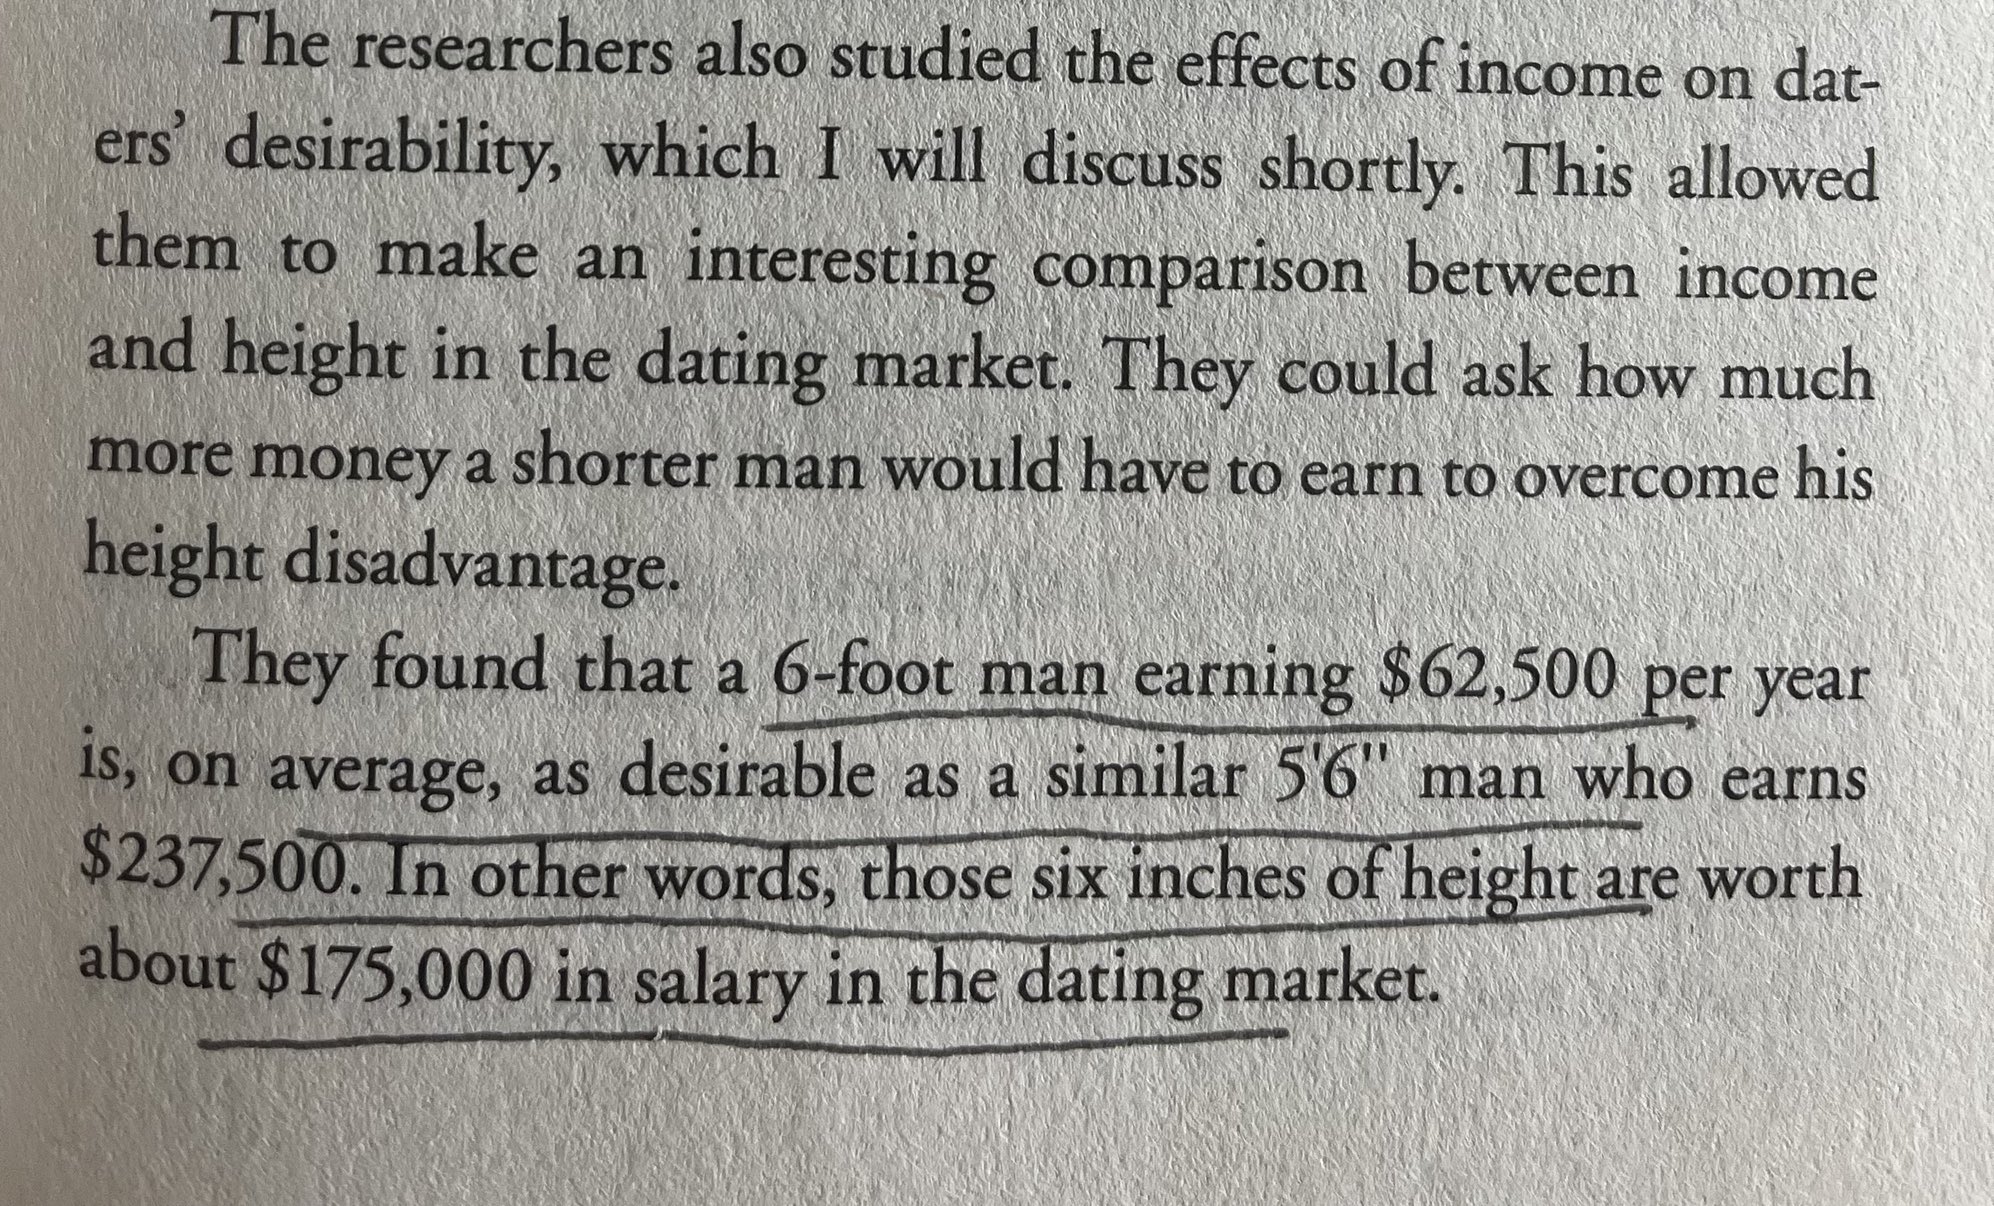 The researchers also studied the effects of income on dat-
ers’ desirability, which I will discuss shortly. This allowed
them to make an interesting comparison between income
and height in the dating market. They could ask how much
more money a shorter man would have to earn to overcome his
height disadvantage.
They found that a 6-foot man earning $62,500 per year
is, on average, as desirable as a similar 5'6" man who earns
$237,500. In other words, those six inches of height are worth
about $175,000 in salary in the dating market.